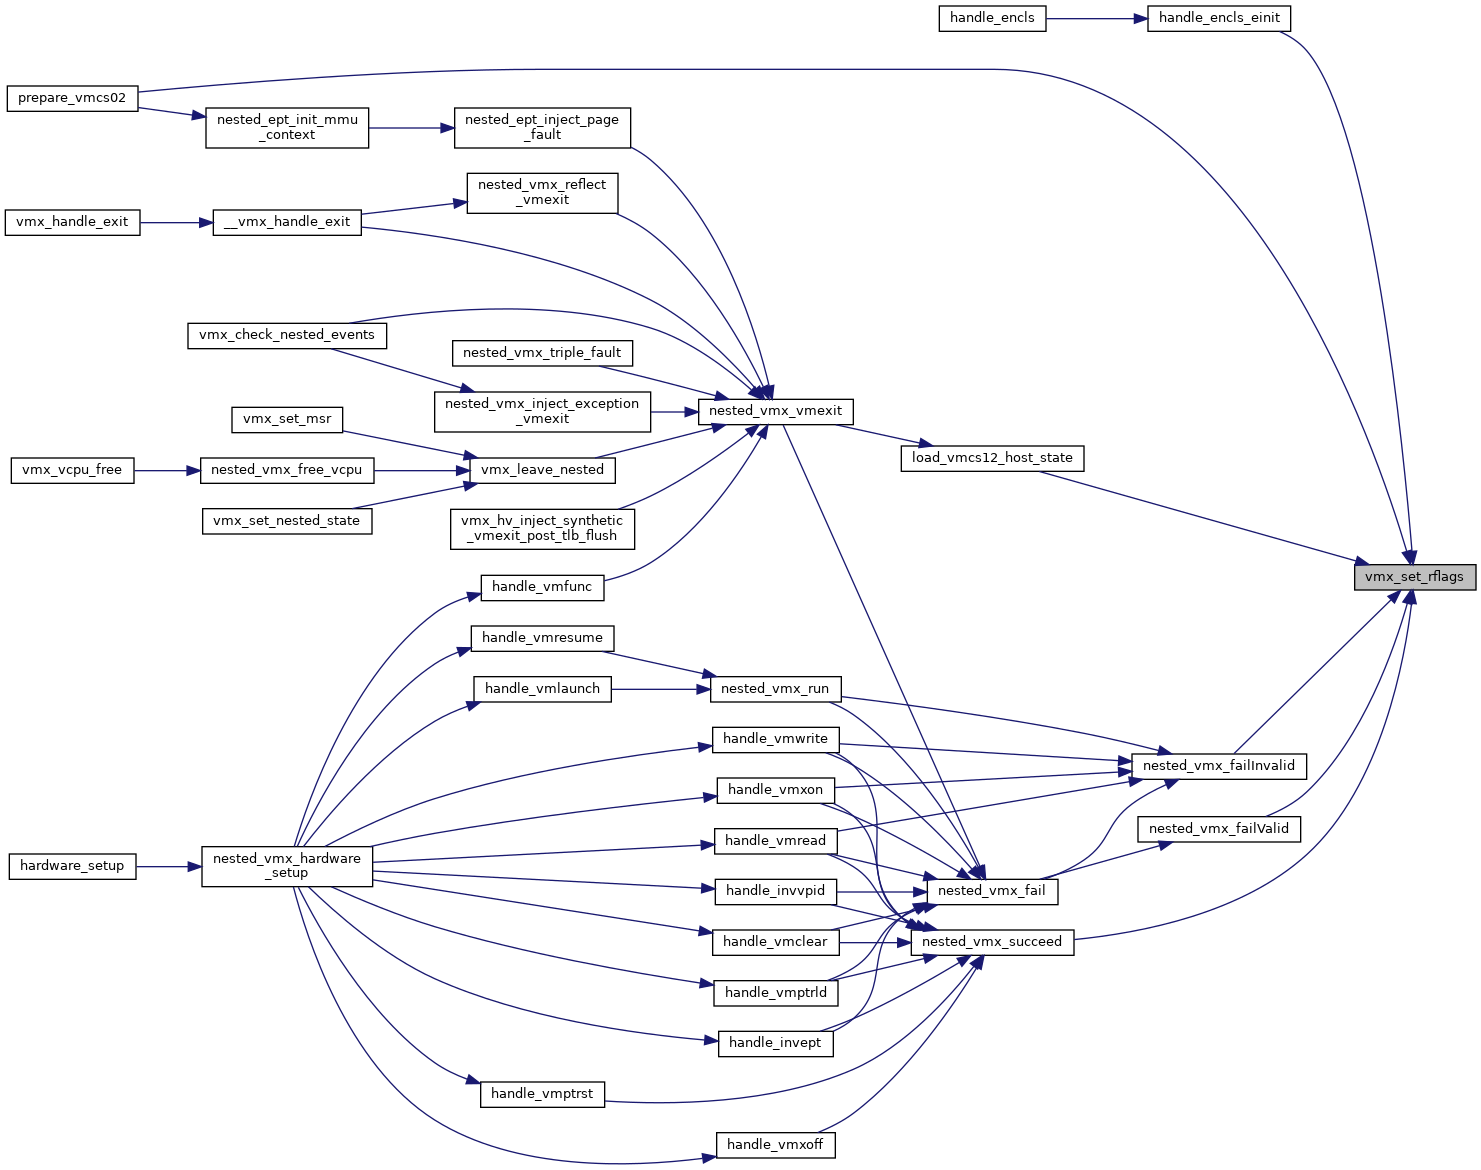 handle_encls
handle_encls_einit
prepare_vmcs02
nested_ept_init_mmu
_context
nested_ept_inject_page
_fault
nested_vmx_reflect
_vmexit
vmx_handle_exit
__vmx_handle_exit
vmx_check_nested_events
nested_vmx_triple_fault
nested_vmx_inject_exception
_vmexit
nested_vmx_vmexit
vmx_set_msr
load_vmcs12_host_state
vmx_vcpu_free
nested_vmx_free_vcpu
vmx_leave_nested
vmx_set_nested_state
vmx_hv_inject_synthetic
_vmexit_post_tlb_flush
vmx_set_rflags
handle_vmfunc
handle_vmresume
handle_vmlaunch
nested_vmx_run
handle_vmwrite
nested_vmx_failInvalid
handle_vmxon
nested_vmx_failValid
handle_vmread
hardware_setup
nested_vmx_hardware
_setup
handle_invvpid
nested_vmx_fail
handle_vmclear
nested_vmx_succeed
handle_vmptrld
handle_invept
handle_vmptrst
handle_vmxoff